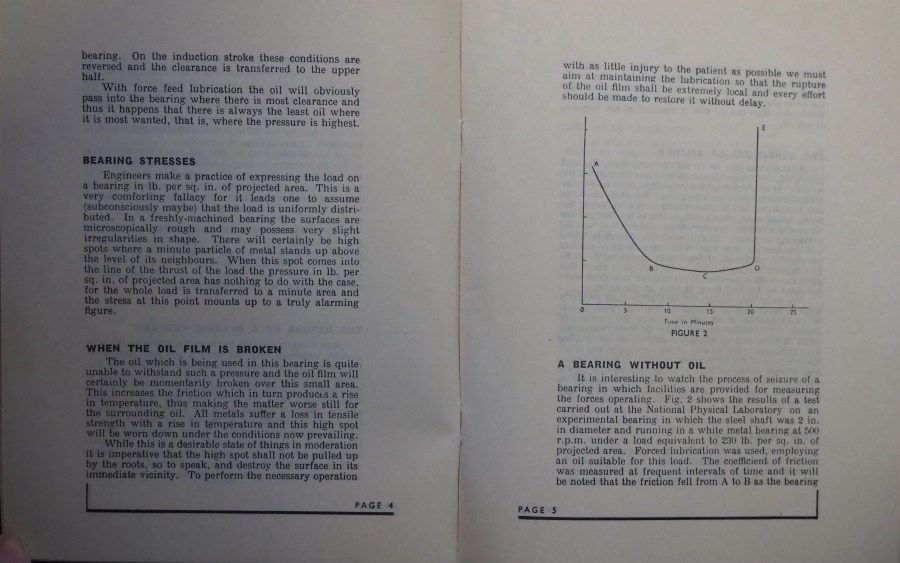 bearing. On the induction stroke these conditions are
reversed and the clearance is transferred to the upper
half.
With force feed lubrication the oil will obviously
pass into the bearing where there is most clearance and
thus it happens that there is always the least oil where
it is most wanted, that is, where the pressure is highest.
BEARING STRESSES
Engineers make a practice of expressing the load on
a bearing in lb. per sq. in. of projected area. This is a
very comforting fallacy for it leads one to assume
(subconsciously maybe) that the load is uniformly distri-
buted. In a freshly-machined bearing the surfaces are
microscopically rough and may possess very slight
irregularities in shape. There will certainly be high
spots where a minute particle of metal stands up above
the level of its neighbours. When this spot comes into
the line of the thrust of the load the pressure in lb. per
sq. in. of projected area has nothing to do with the case,
for the whole load is transferred to a minute area and
the stress at this point mounts up to a truly alarming
figure.
WHEN THE OIL FILM IS BROKEN
The oil which is being used in this bearing is quite
unable to withstand such a pressure and the oil film will
certainly be momentarily broken over this small area.
This increases the friction which in turn produces a rise
in temperature, thus making the matter worse still for
the surrounding oil. All metals suffer a loss in tensile
strength with a rise in temperature and this high spot
will be worn down under the conditions now prevailing.
While this is a desirable state of things in moderation
it is imperative that the high spot shall not be pulled up
by the roots, so to speak, and destroy the surface in its
immediate vicinity. To perform the necessary operation
PAGE 4
with as little injury to the patient as possible we must
aim at maintaining the lubrication so that the rupture
of the oil film shall be extremely local and every effort
should be made to restore it without delay.
A
B
C
D
E
0 5 10 15 20 25
Time in Minutes
FIGURE 2
A BEARING WITHOUT OIL
It is interesting to watch the process of seizure of a
bearing in which facilities are provided for measuring
the forces operating. Fig. 2 shows the results of a test
carried out at the National Physical Laboratory on an
experimental bearing in which the steel shaft was 2 in.
in diameter and running in a white metal bearing at 500
r.p.m. under a load equivalent to 230 lb. per sq. in. of
projected area. Forced lubrication was used, employing
an oil suitable for this load. The coefficient of friction
was measured at frequent intervals of time and it will
be noted that the friction fell from A to B as the bearing
PAGE 5